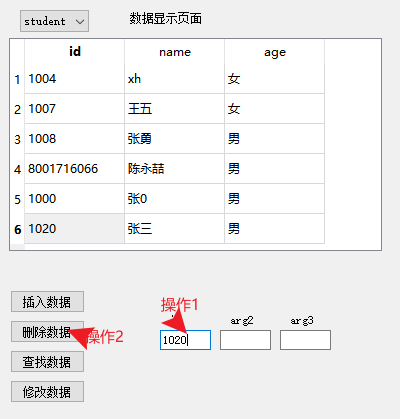 student 数据显示页面
id name age
1 1004 xh 女
2 1007 王五 女
3 1008 张勇 男
4 8001716066 陈永喆 男
5 1000 张0 男
6 1020 张三 男
插入数据
操作1
arg2 arg3
删除数据 操作2 1020
查找数据
修改数据